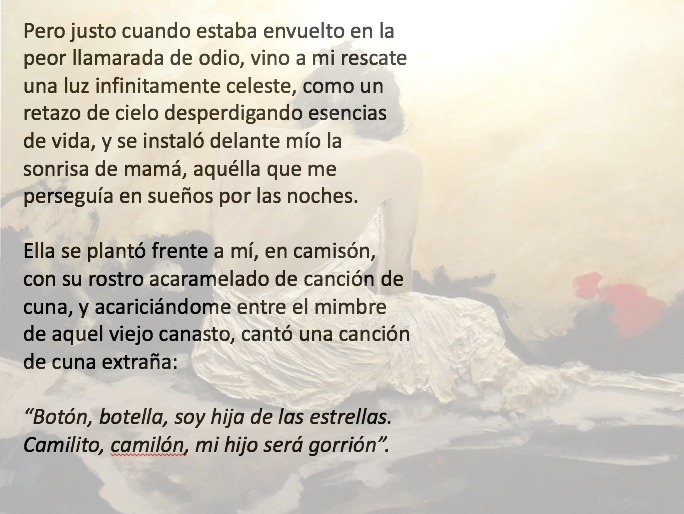 Pero justo cuando estaba envuelto en la
peor llamarada de odio, vino a mi rescate
una luz infinitamente celeste, como un
retazo de cielo desperdigando esencias
de vida, y se instaló delante mío la
sonrisa de mamá, aquélla que me
perseguía en sueños por las noches.
Ella se plantó frente a mí, en camisón,
con su rostro acaramelado de canción de
cuna, y acariciándome entre el mimbre
de aquel viejo canasto, cantó una canción
de cuna extraña:
“Botón, botella, soy hija de las estrellas.
Camilito, camilón, mi hijo será gorrión”.